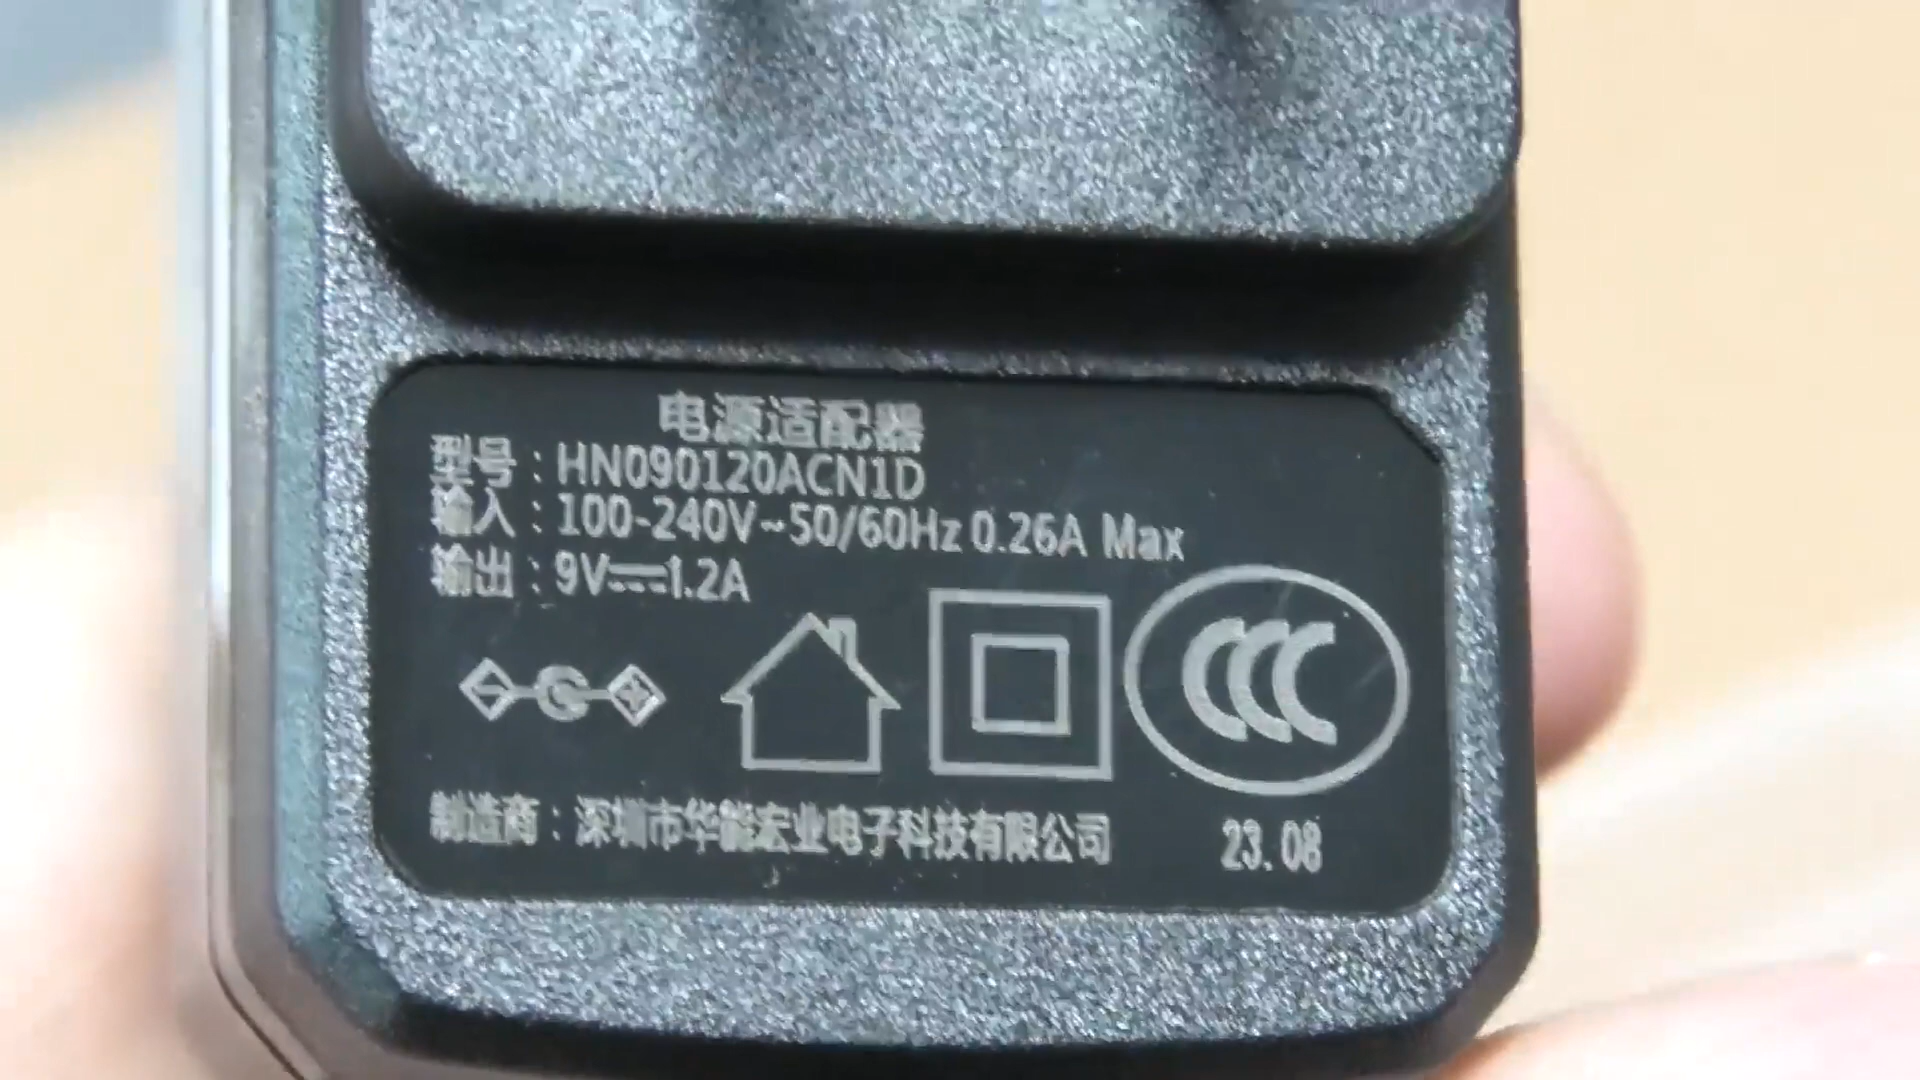 电源适配器
型号：HN090120ACN1D
输入：100-240V~50/60Hz 0.26A Max
输出：9V⎓1.2A
CCC
制造商：深圳市华能宏业电子科技有限公司
23.08